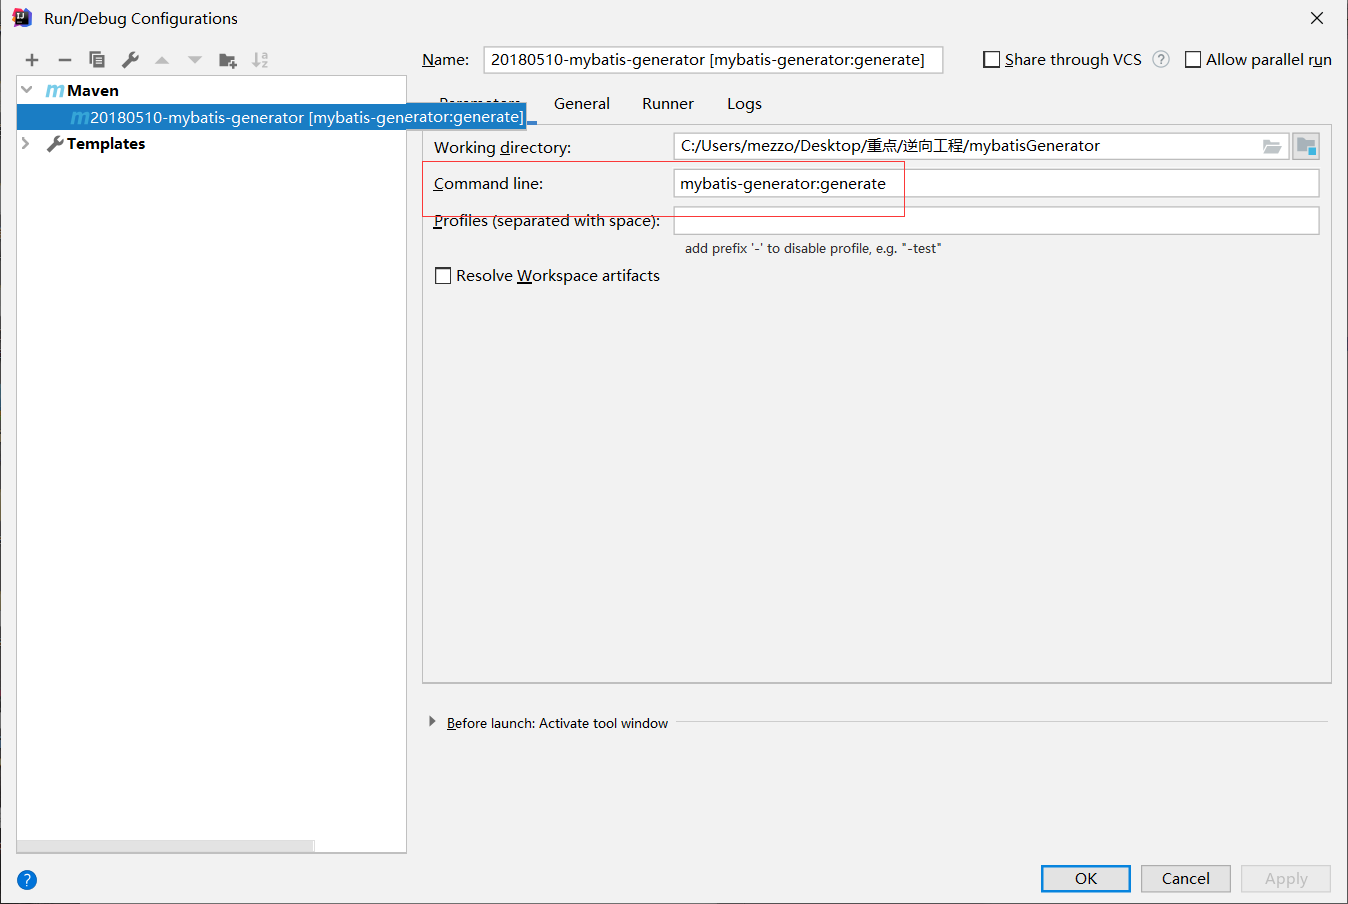 Run/Debug Configurations
Name: 20180510-mybatis-generator [mybatis-generator:generate] Share through VCS ? Allow parallel run
Maven
20180510-mybatis-generator [mybatis-generator:generate]
Templates
Parameters General Runner Logs
Working directory: C:/Users/mezzo/Desktop/重点/逆向工程/mybatisGenerator
Command line: mybatis-generator:generate
Profiles (separated with space):
add prefix '-' to disable profile, e.g. "-test"
Resolve Workspace artifacts
Before launch: Activate tool window
? OK Cancel Apply